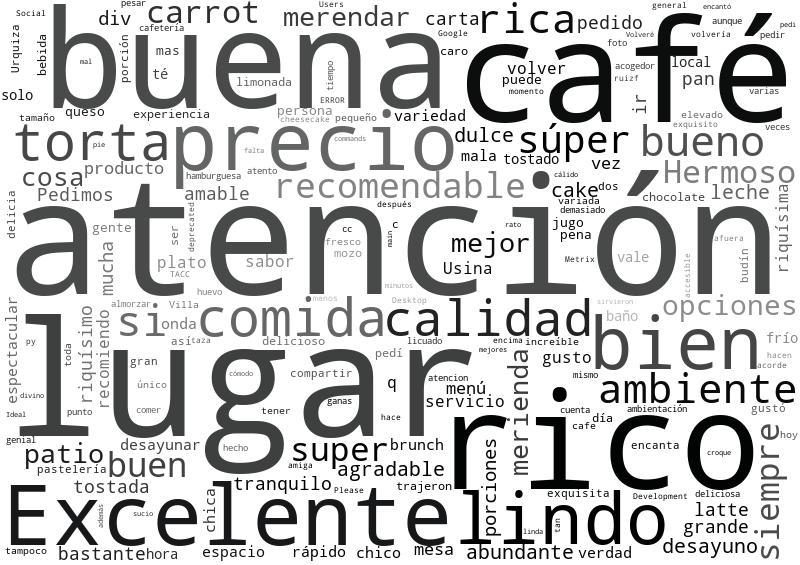 Social
pesar
Users
general
encantó
div
carrot
merendar
carta
rica
pedido
aunque
Urquiza
bebida
cafetería
Google
foto
Volveré
volvería
pedir
pedi
buena
café
mal
porción
mas
té
limonada
tiempo
ERROR
caro
volver
puede
momento
acogedor
ruizf
local
pan
varias
solo
tamaño
queso
experiencia
persona
cheesecake
pequeño
variedad
ir
elevado
exquisito
veces
torta
pie
precio
falta
commands
dulce
súper
bueno
mala
tostado
vez
cosa
producto
hamburguesa
atento
recomendable
cake
cálido
dos
Hermoso
Pedimos
amable
variada
demasiado
chocolate
leche
delicia
atención
después
gente
ser
deprecated
cc
c
main
rato
mejor
jugo
pena
riquísima
mucha
plato
TACC
sabor
fresco
mozo
Usina
Metrix
vale
accesible
afuera
budín
huevo
minutos
almorzar
Villa
menos
Desktop
sirvieron
baño
opciones
espectacular
riquísimo
recomiendo
si
onda
comida
calidad
bien
frío
lugar
py
toda
así
taza
delicioso
licuado
encima
mejores
increíble
hacen
acorde
gran
único
divino
cómodo
compartir
pedí
q
menú
gusto
mismo
atencion
servicio
merienda
ambiente
Ideal
punto
comer
tener
ganas
hace
rico
cuenta
cafe
día
ambientación
gustó
hoy
genial
patio
desayunar
hecho
super
brunch
encanta
croque
siempre
pastelería
buen
amiga
agradable
porciones
tostada
tranquilo
Please
trajeron
exquisita
Development
deliciosa
Excelente
lindo
además
sucio
chica
linda
tan
latte
grande
desayuno
tampoco
bastante
hora
espacio
rápido
chico
mesa
abundante
verdad